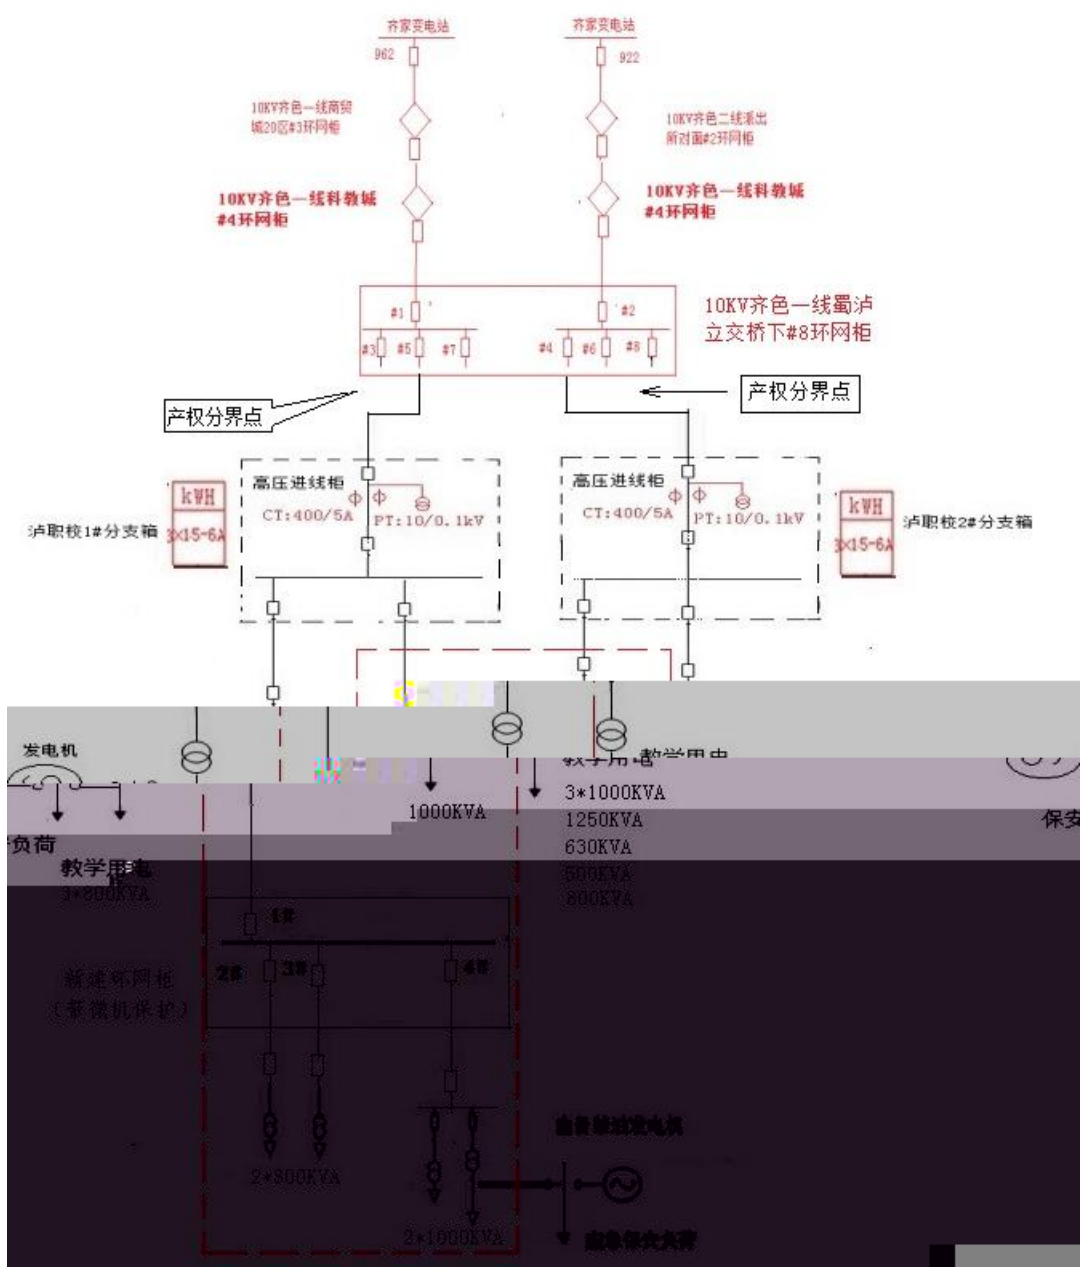 齐家变电站
齐家变电站
962
922
10KV齐色一线商贸
城20区#3环网柜
10KV齐色二线派出
所对面#2环网柜
10KV齐色一线科教城
#4环网柜
10KV齐色一线科教城
#4环网柜
#1
#2
10KV齐色一线蜀泸
立交桥下#8环网柜
#3
#5
#7
#4
#6
#8
产权分界点
产权分界点
高压进线柜
高压进线柜
kWH
kWH
CT:400/5A
PT:10/0.1kV
CT:400/5A
PT:10/0.1kV
泸职校1#分支箱
3×15-6A
3×15-6A
泸职校2#分支箱
发电机
教学用电
3*1000KVA
1000KVA
1250KVA
保安
负荷
630KVA
教学用电
500KVA
3*800KVA
800KVA
1#
2#
3#
4#
新建环网柜
(带微机保护)
2*800KVA
2*1000KVA